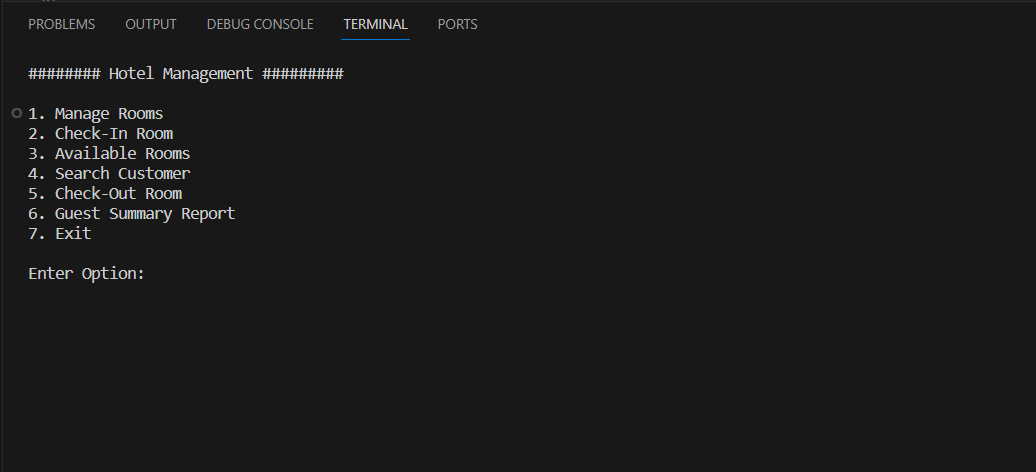 PROBLEMS OUTPUT DEBUG CONSOLE TERMINAL PORTS
######## Hotel Management #########
1. Manage Rooms
2. Check-In Room
3. Available Rooms
4. Search Customer
5. Check-Out Room
6. Guest Summary Report
7. Exit
Enter Option: